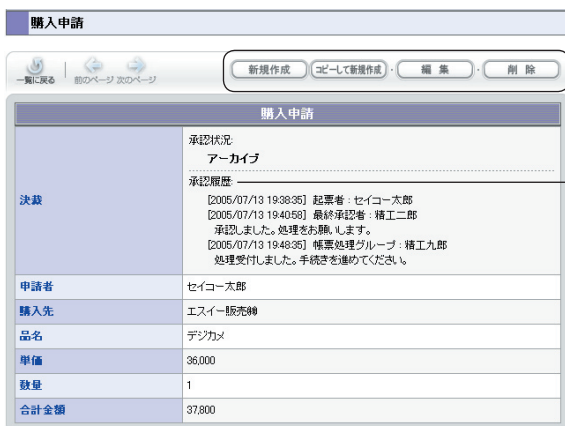 購入申請
一覧に戻る 前のページ 次のページ 新規作成 コピーして新規作成 ・ 編集 ・ 削除
購入申請
決裁
承認状況:
アーカイブ
承認履歴:
[2005/07/13 19:38:35] 起票者:セイコー太郎
[2005/07/13 19:40:58] 最終承認者:精工二郎
承認しました。処理をお願いします。
[2005/07/13 19:48:35] 帳票処理グループ:精工九郎
処理受付しました。手続きを進めてください。
申請者 セイコー太郎
購入先 エスイー販売㈱
品名 デジカメ
単価 36,000
数量 1
合計金額 37,800